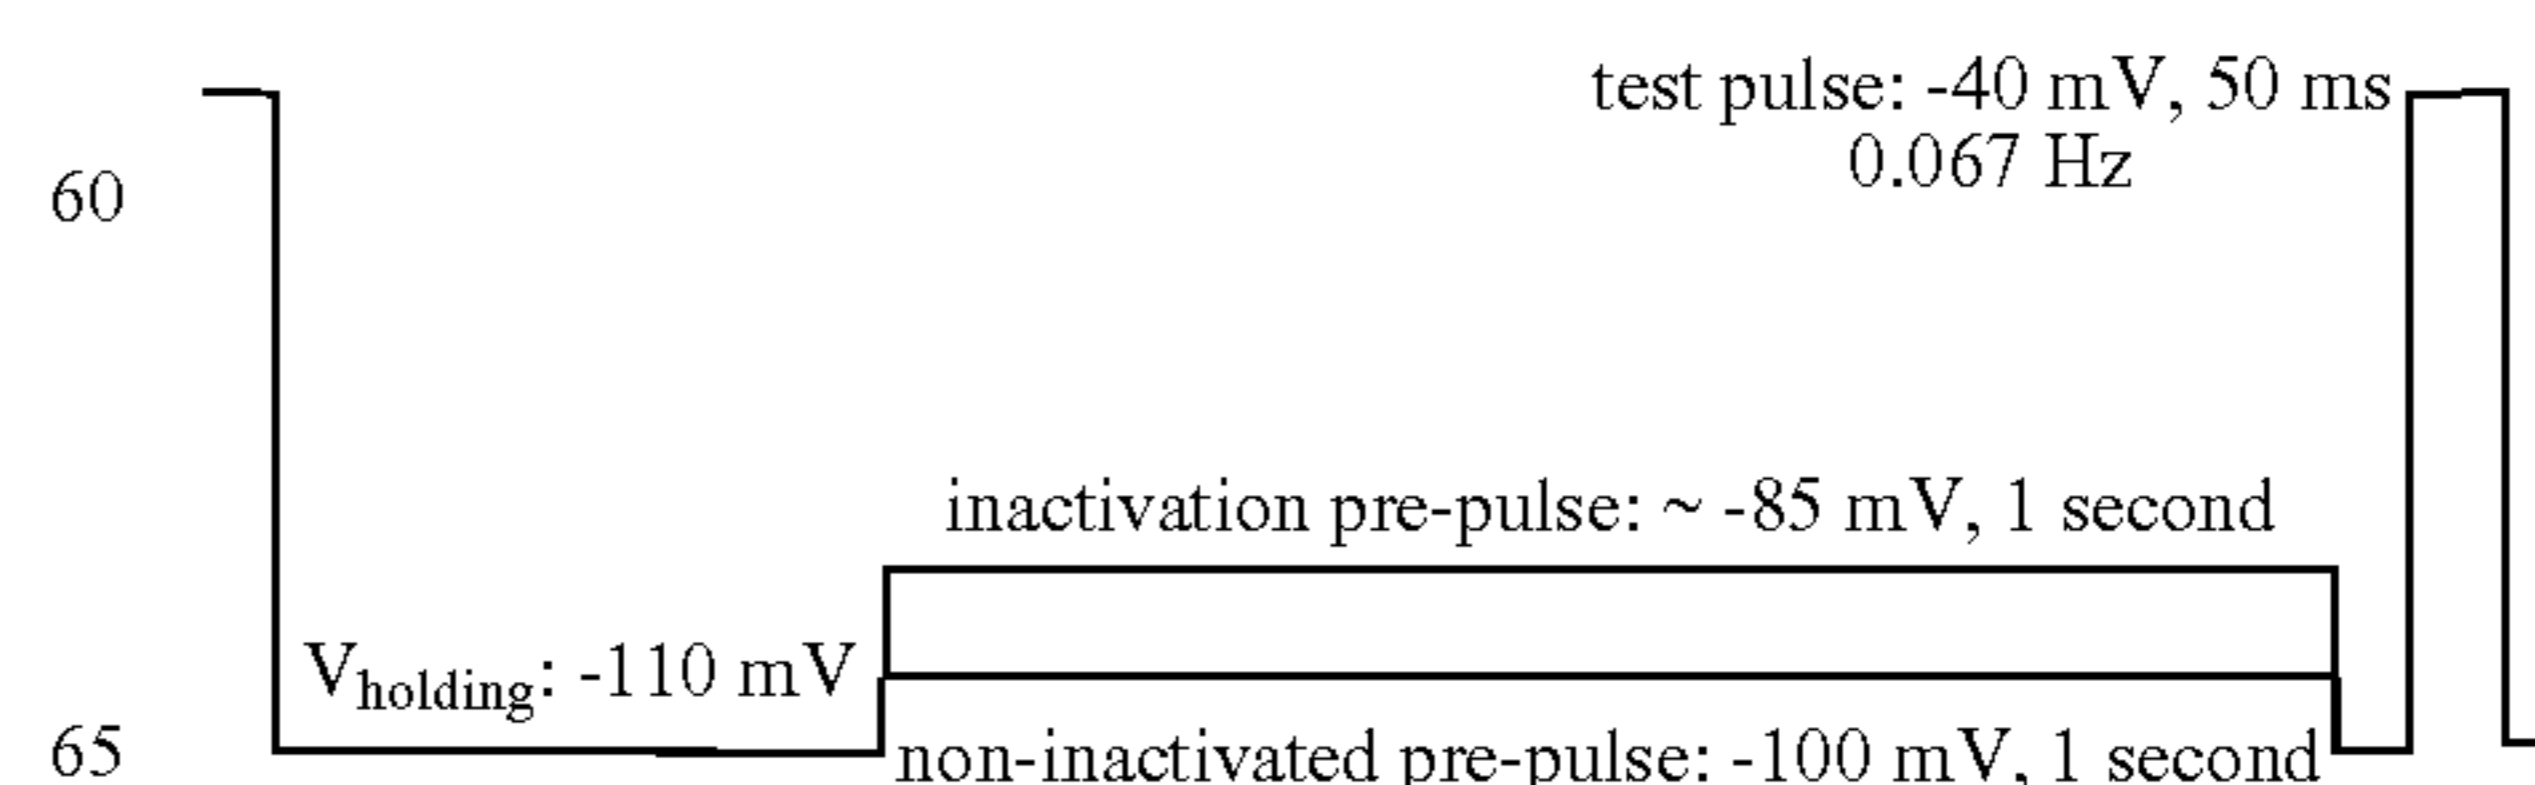 test pulse: -40 mV, 50 ms
0.067 Hz
60
inactivation pre-pulse: ~ -85 mV, 1 second
Vholding: -110 mV
65
non-inactivated pre-pulse: -100 mV, 1 second